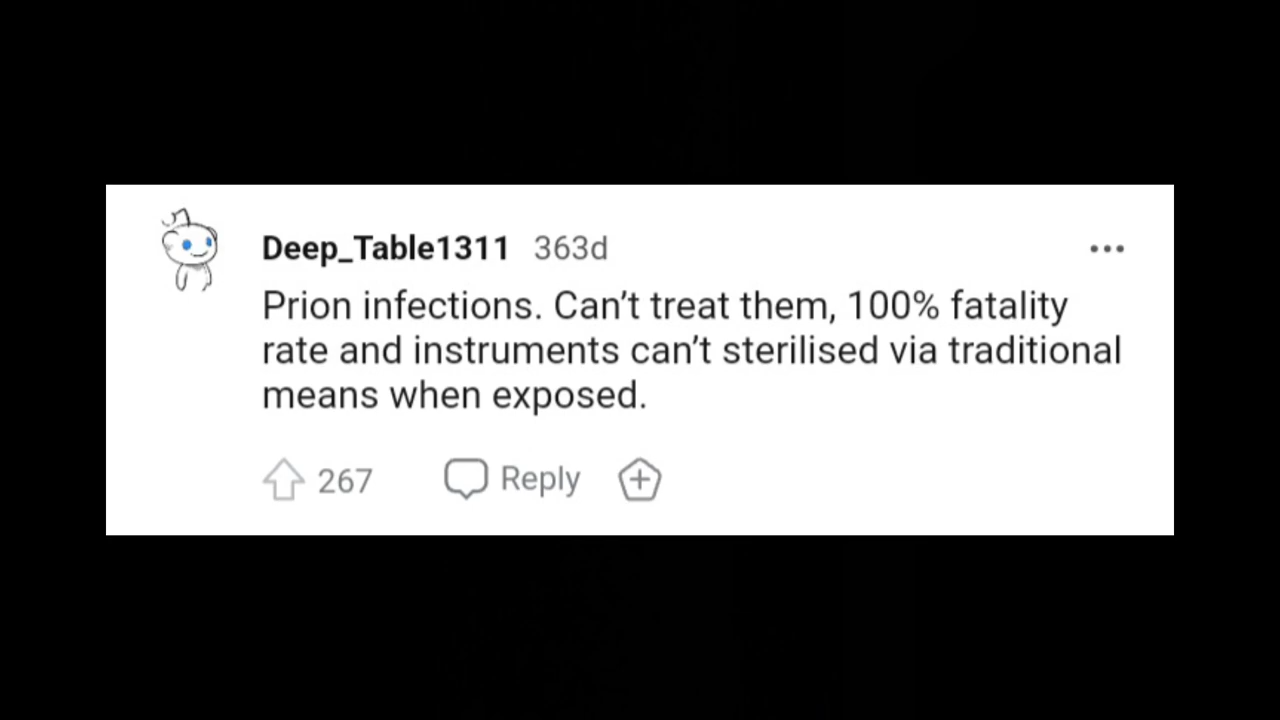 Deep_Table1311 363d
Prion infections. Can’t treat them, 100% fatality
rate and instruments can’t sterilised via traditional
means when exposed.
267 Reply